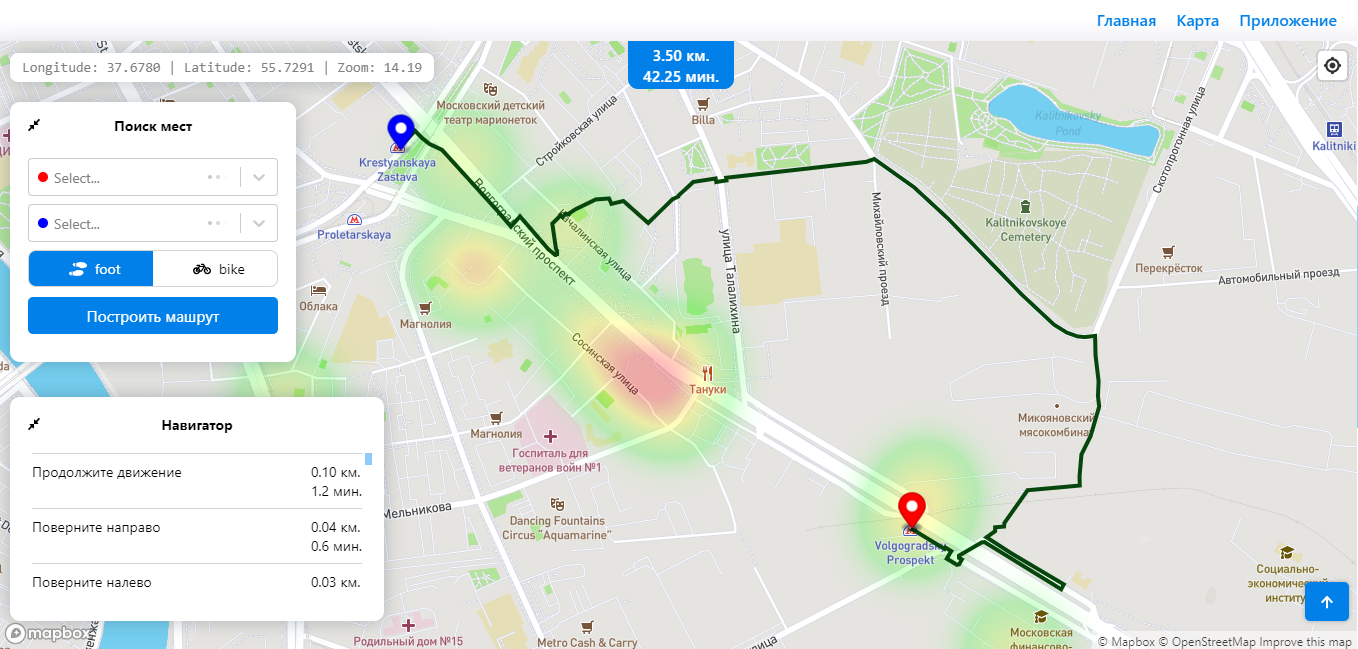 Главная Карта Приложение
Longitude: 37.6780 | Latitude: 55.7291 | Zoom: 14.19
3.50 км.
42.25 мин.
Поиск мест
Select...
Select...
foot bike
Построить машрут
Навигатор
Продолжите движение 0.10 км.
1.2 мин.
Поверните направо 0.04 км.
0.6 мин.
Поверните налево 0.03 км.
Московский детский
театр марионеток
Billa
Стройковская улица
Krestyanskaya
Zastava
Proletarskaya
Волгоградский проспект
Качалинская улица
улица Талалихина
Михайловский проезд
Скотопрогонная улица
Kalitnikovsky
Pond
Kalitniki
Kalitnikovskoye
Cemetery
Перекрёсток
Автомобильный проезд
Облака
Магнолия
Сосинская улица
Тануки
Магнолия
Госпиталь для
ветеранов войн №1
Микояновский
мясокомбинат
Мельникова
Dancing Fountains
Circus "Aquamarine"
Volgogradsky
Prospekt
Социально-
экономический
институт
Московская
финансово-
Родильный дом №15
Metro Cash & Carry
mapbox
© Mapbox © OpenStreetMap Improve this map